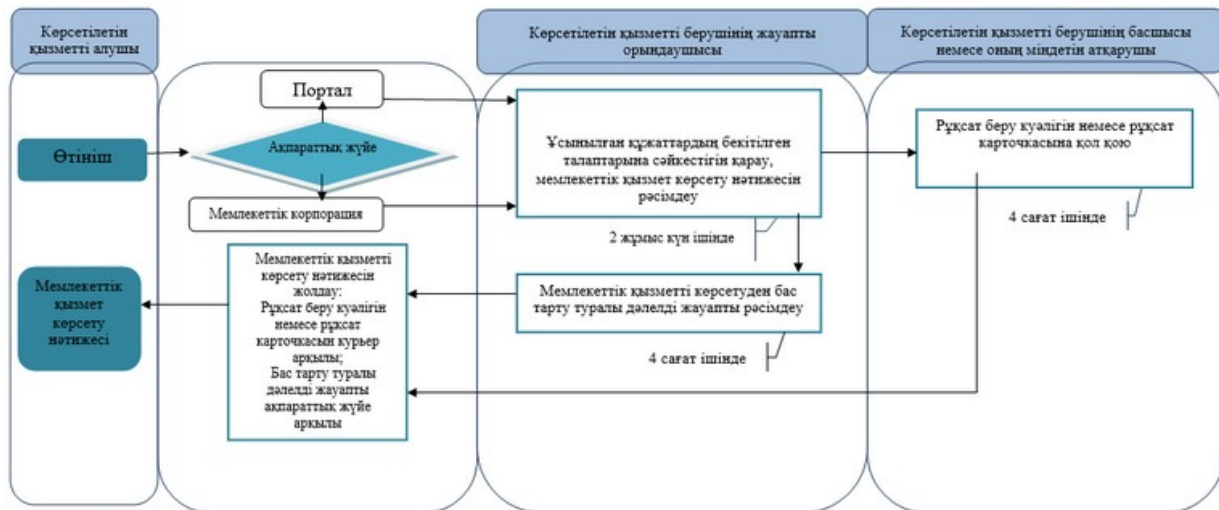 Көрсетілетін
қызметті алушы
Көрсетілетін қызметті берушінің жауапты
орындаушысы
Көрсетілетін қызметті берушінің басшысы
немесе оның міндетін атқарушы
Өтініш
Портал
Ақпараттық жүйе
Мемлекеттік корпорация
Ұсынылған құжаттардың бекітілген
талаптарына сәйкестігін қарау,
мемлекеттік қызмет көрсету нәтижесін
рәсімдеу
2 жұмыс күн ішінде
Рұқсат беру куәлігін немесе рұқсат
карточкасына қол қою
4 сағат ішінде
Мемлекеттік қызметті көрсетуден бас
тарту туралы дәлелді жауапты рәсімдеу
4 сағат ішінде
Мемлекеттік қызметті
көрсету нәтижесін
жолдау:
Рұқсат беру куәлігін
немесе рұқсат
карточкасын курьер
арқылы;
Бас тарту туралы
дәлелді жауапты
ақпараттық жүйе
арқылы
Мемлекеттік
қызмет
көрсету
нәтижесі